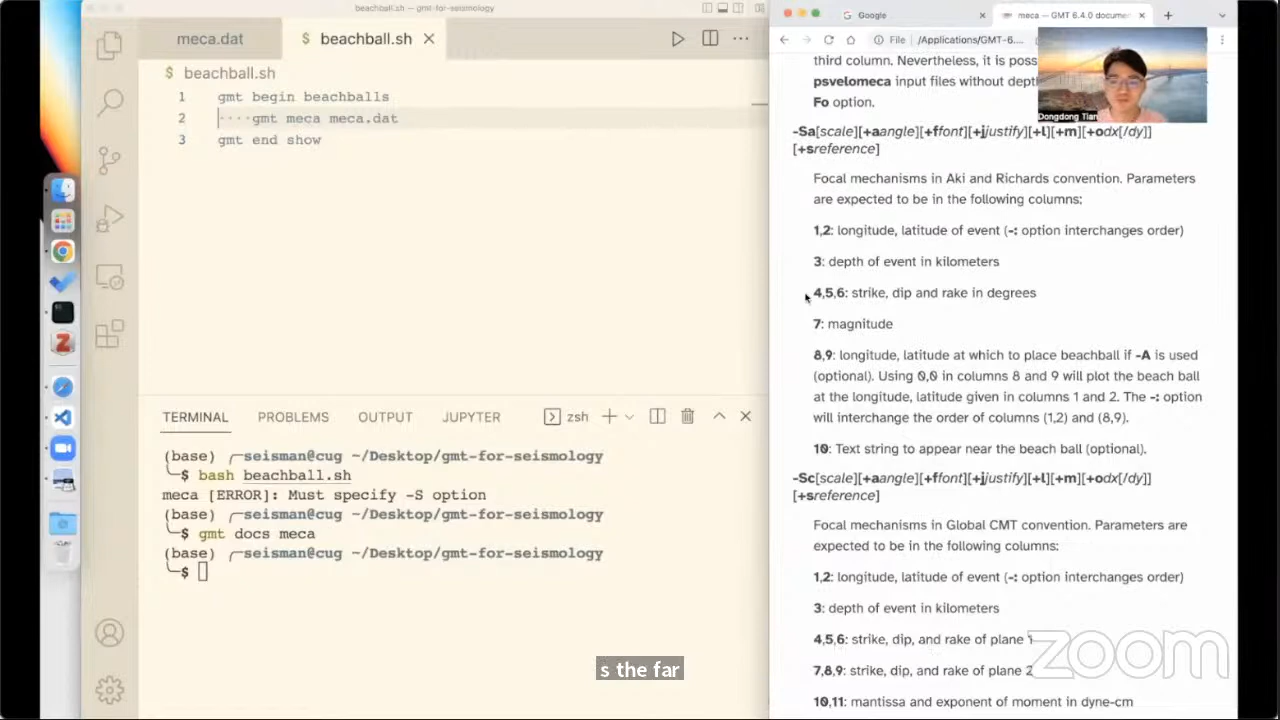 beachball.sh — gmt-for-seismology
meca.dat
$ beachball.sh
$ beachball.sh
1 gmt begin beachballs
2 ····gmt meca meca.dat
3 gmt end show
TERMINAL PROBLEMS OUTPUT JUPYTER zsh
(base) ╭─seisman@cug ~/Desktop/gmt-for-seismology
╰─$ bash beachball.sh
meca [ERROR]: Must specify -S option
(base) ╭─seisman@cug ~/Desktop/gmt-for-seismology
╰─$ gmt docs meca
(base) ╭─seisman@cug ~/Desktop/gmt-for-seismology
╰─$
Google
meca — GMT 6.4.0 documen
File /Applications/GMT-6....
third column. Nevertheless, it is poss
psvelomeca input files without depth
Fo option.
Dongdong Tian
-Sa[scale][+aangle][+ffont][+jjustify][+l][+m][+odx[/dy]]
[+sreference]
Focal mechanisms in Aki and Richards convention. Parameters
are expected to be in the following columns:
1,2: longitude, latitude of event (-: option interchanges order)
3: depth of event in kilometers
4,5,6: strike, dip and rake in degrees
7: magnitude
8,9: longitude, latitude at which to place beachball if -A is used
(optional). Using 0,0 in columns 8 and 9 will plot the beach ball
at the longitude, latitude given in columns 1 and 2. The -: option
will interchange the order of columns (1,2) and (8,9).
10: Text string to appear near the beach ball (optional).
-Sc[scale][+aangle][+ffont][+jjustify][+l][+m][+odx[/dy]]
[+sreference]
Focal mechanisms in Global CMT convention. Parameters are
expected to be in the following columns:
1,2: longitude, latitude of event (-: option interchanges order)
3: depth of event in kilometers
4,5,6: strike, dip, and rake of plane 1
7,8,9: strike, dip, and rake of plane 2
10,11: mantissa and exponent of moment in dyne-cm
zoom
s the far